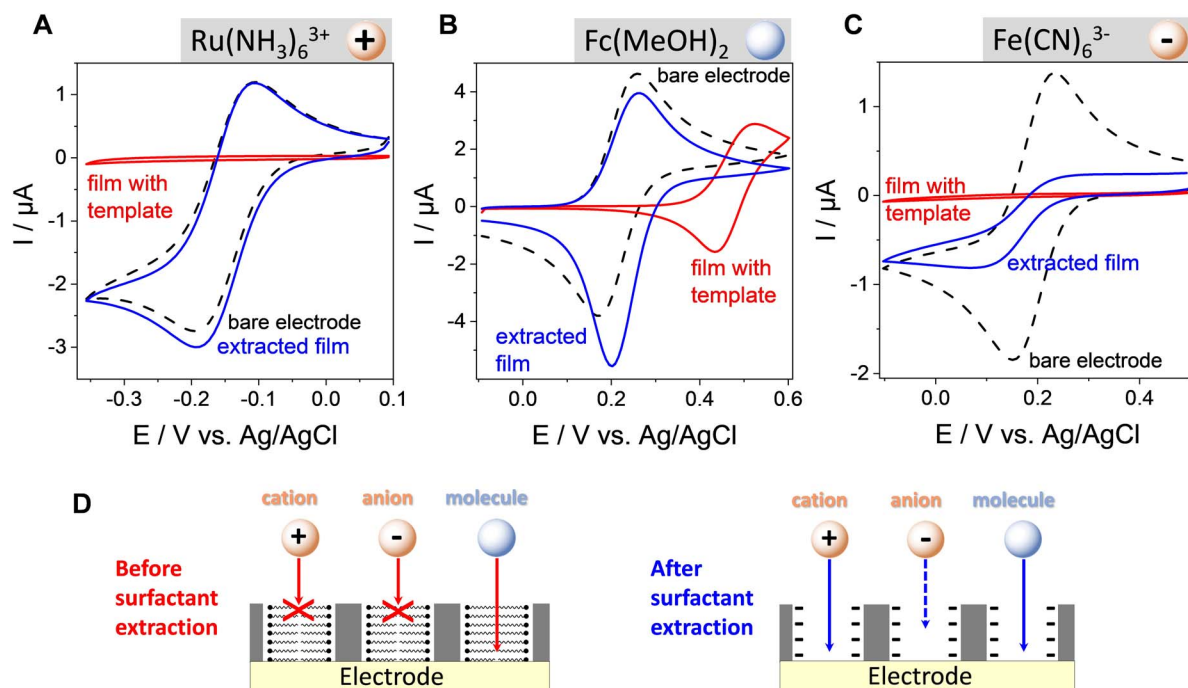 A
Ru(NH₃)₆³⁺
+
I / µA
1
0
-1
-2
-3
film with
template
bare electrode
extracted film
-0.3
-0.2
-0.1
0.0
0.1
E / V vs. Ag/AgCl
B
Fc(MeOH)₂
I / µA
4
2
0
-2
-4
bare electrode
film with
template
extracted
film
0.0
0.2
0.4
0.6
E / V vs. Ag/AgCl
C
Fe(CN)₆³⁻
-
I / µA
1
0
-1
-2
film with
template
extracted film
bare electrode
0.0
0.2
0.4
E / V vs. Ag/AgCl
D
cation
anion
molecule
+
-
Before
surfactant
extraction
Electrode
cation
anion
molecule
+
-
After
surfactant
extraction
Electrode